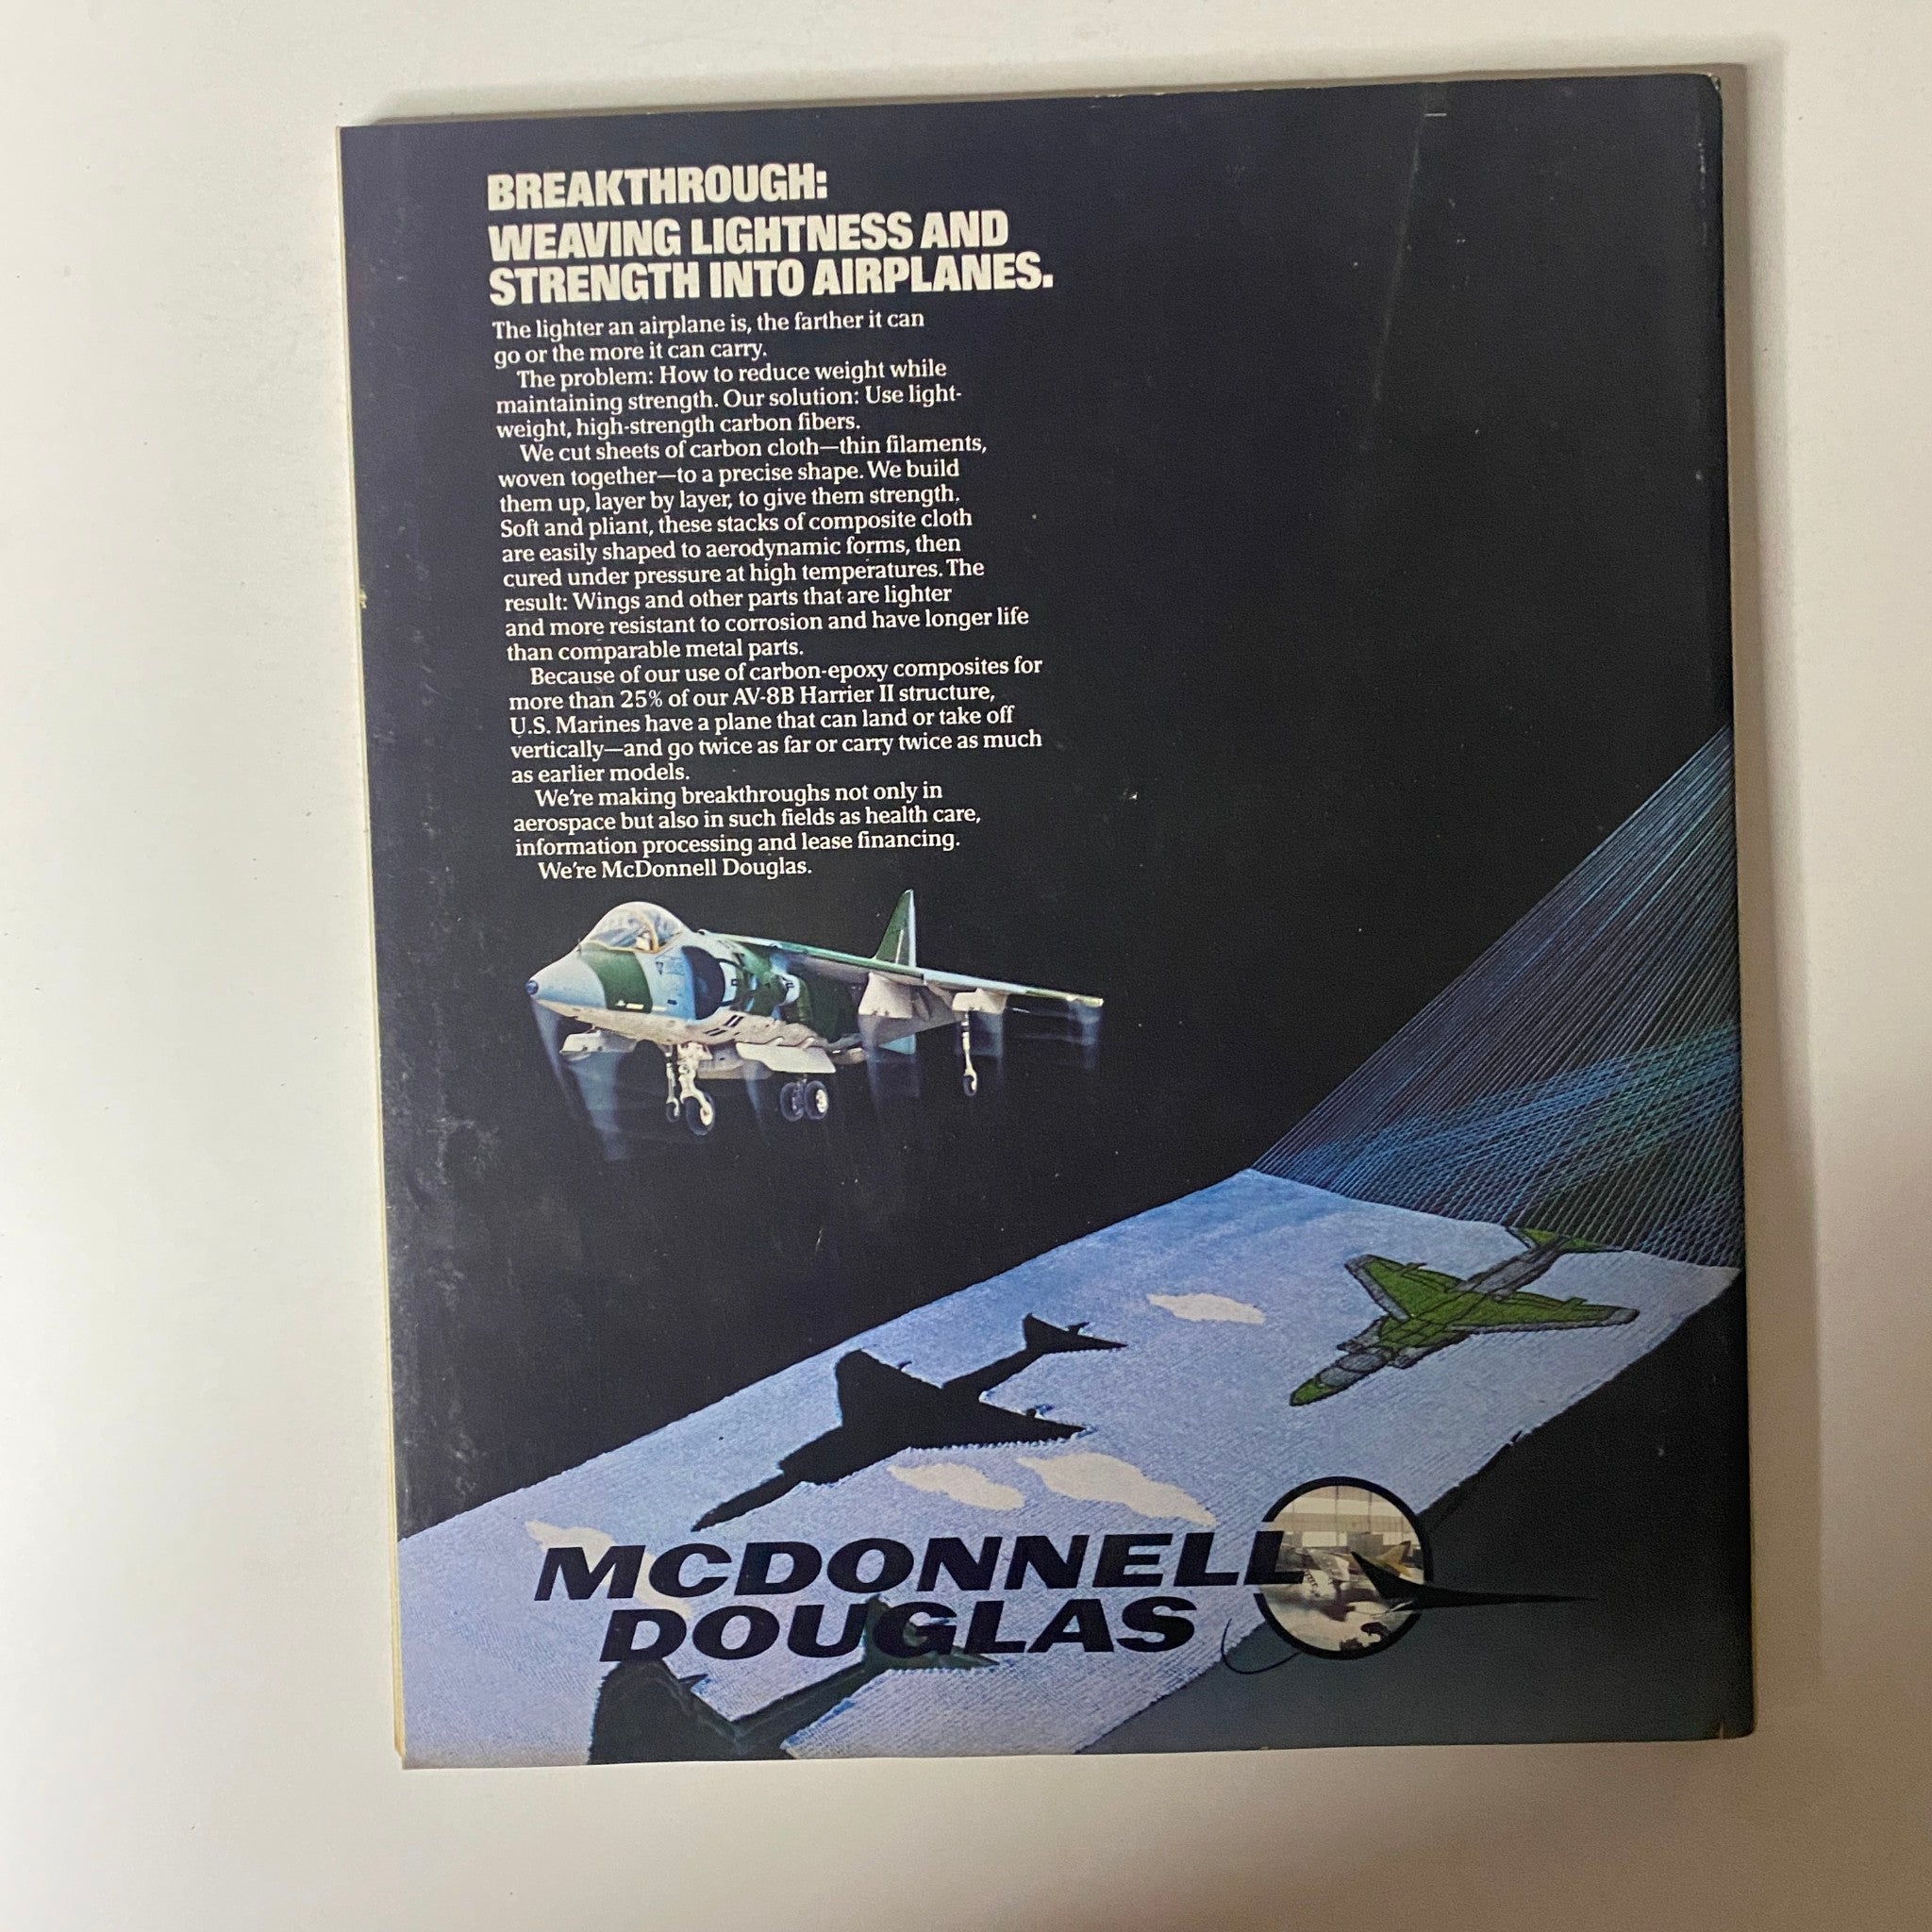 BREAKTHROUGH:
WEAVING LIGHTNESS AND
STRENGTH INTO AIRPLANES.
The lighter an airplane is, the farther it can
go or the more it can carry.
The problem: How to reduce weight while
maintaining strength. Our solution: Use light-
weight, high-strength carbon fibers.
We cut sheets of carbon cloth—thin filaments,
woven together—to a precise shape. We build
them up, layer by layer, to give them strength.
Soft and pliant, these stacks of composite cloth
are easily shaped to aerodynamic forms, then
cured under pressure at high temperatures. The
result: Wings and other parts that are lighter
and more resistant to corrosion and have longer life
than comparable metal parts.
Because of our use of carbon-epoxy composites for
more than 25% of our AV-8B Harrier II structure,
U.S. Marines have a plane that can land or take off
vertically—and go twice as far or carry twice as much
as earlier models.
We're making breakthroughs not only in
aerospace but also in such fields as health care,
information processing and lease financing.
We're McDonnell Douglas.
MCDONNELL
DOUGLAS